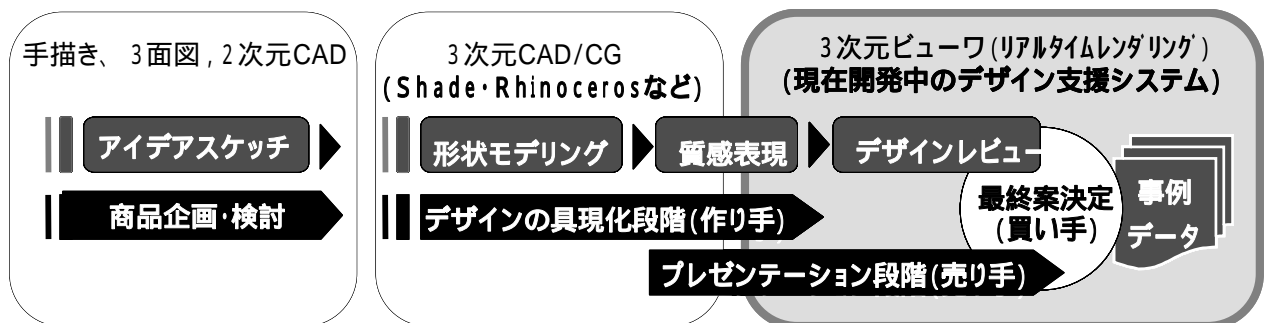 手描き、3面図,2次元CAD
アイデアスケッチ
商品企画・検討
3次元CAD/CG
(Shade・Rhinocerosなど)
形状モデリング
質感表現
デザインの具現化段階(作り手)
3次元ビューワ(リアルタイムレンダリング)
(現在開発中のデザイン支援システム)
デザインレビュー
最終案決定
(買い手)
事例
データ
プレゼンテーション段階(売り手)